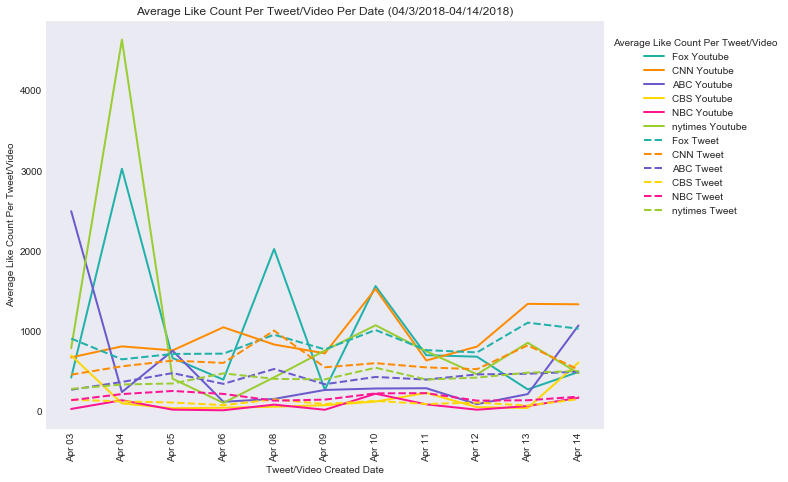 Average Like Count Per Tweet/Video Per Date (04/3/2018-04/14/2018)
Average Like Count Per Tweet/Video
4000
3000
2000
1000
0
Apr 03
Apr 04
Apr 05
Apr 06
Apr 08
Apr 09
Apr 10
Apr 11
Apr 12
Apr 13
Apr 14
Tweet/Video Created Date
Average Like Count Per Tweet/Video
Fox Youtube
CNN Youtube
ABC Youtube
CBS Youtube
NBC Youtube
nytimes Youtube
Fox Tweet
CNN Tweet
ABC Tweet
CBS Tweet
NBC Tweet
nytimes Tweet